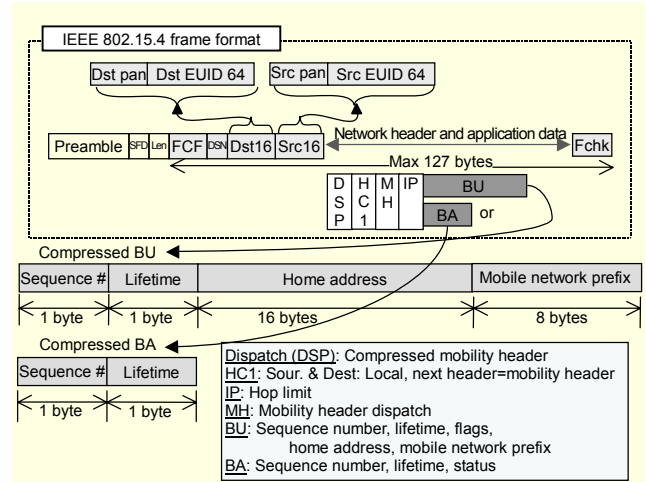 IEEE 802.15.4 frame format
Dst pan Dst EUID 64 Src pan Src EUID 64
Preamble SFD Len FCF DSN Dst16 Src16 Network header and application data Fchk
Max 127 bytes
DSP HC1 MH IP BU
BA or
Compressed BU
Sequence # Lifetime Home address Mobile network prefix
1 byte 1 byte 16 bytes 8 bytes
Compressed BA
Sequence # Lifetime
1 byte 1 byte
Dispatch (DSP): Compressed mobility header
HC1: Sour. & Dest: Local, next header=mobility header
IP: Hop limit
MH: Mobility header dispatch
BU: Sequence number, lifetime, flags,
home address, mobile network prefix
BA: Sequence number, lifetime, status